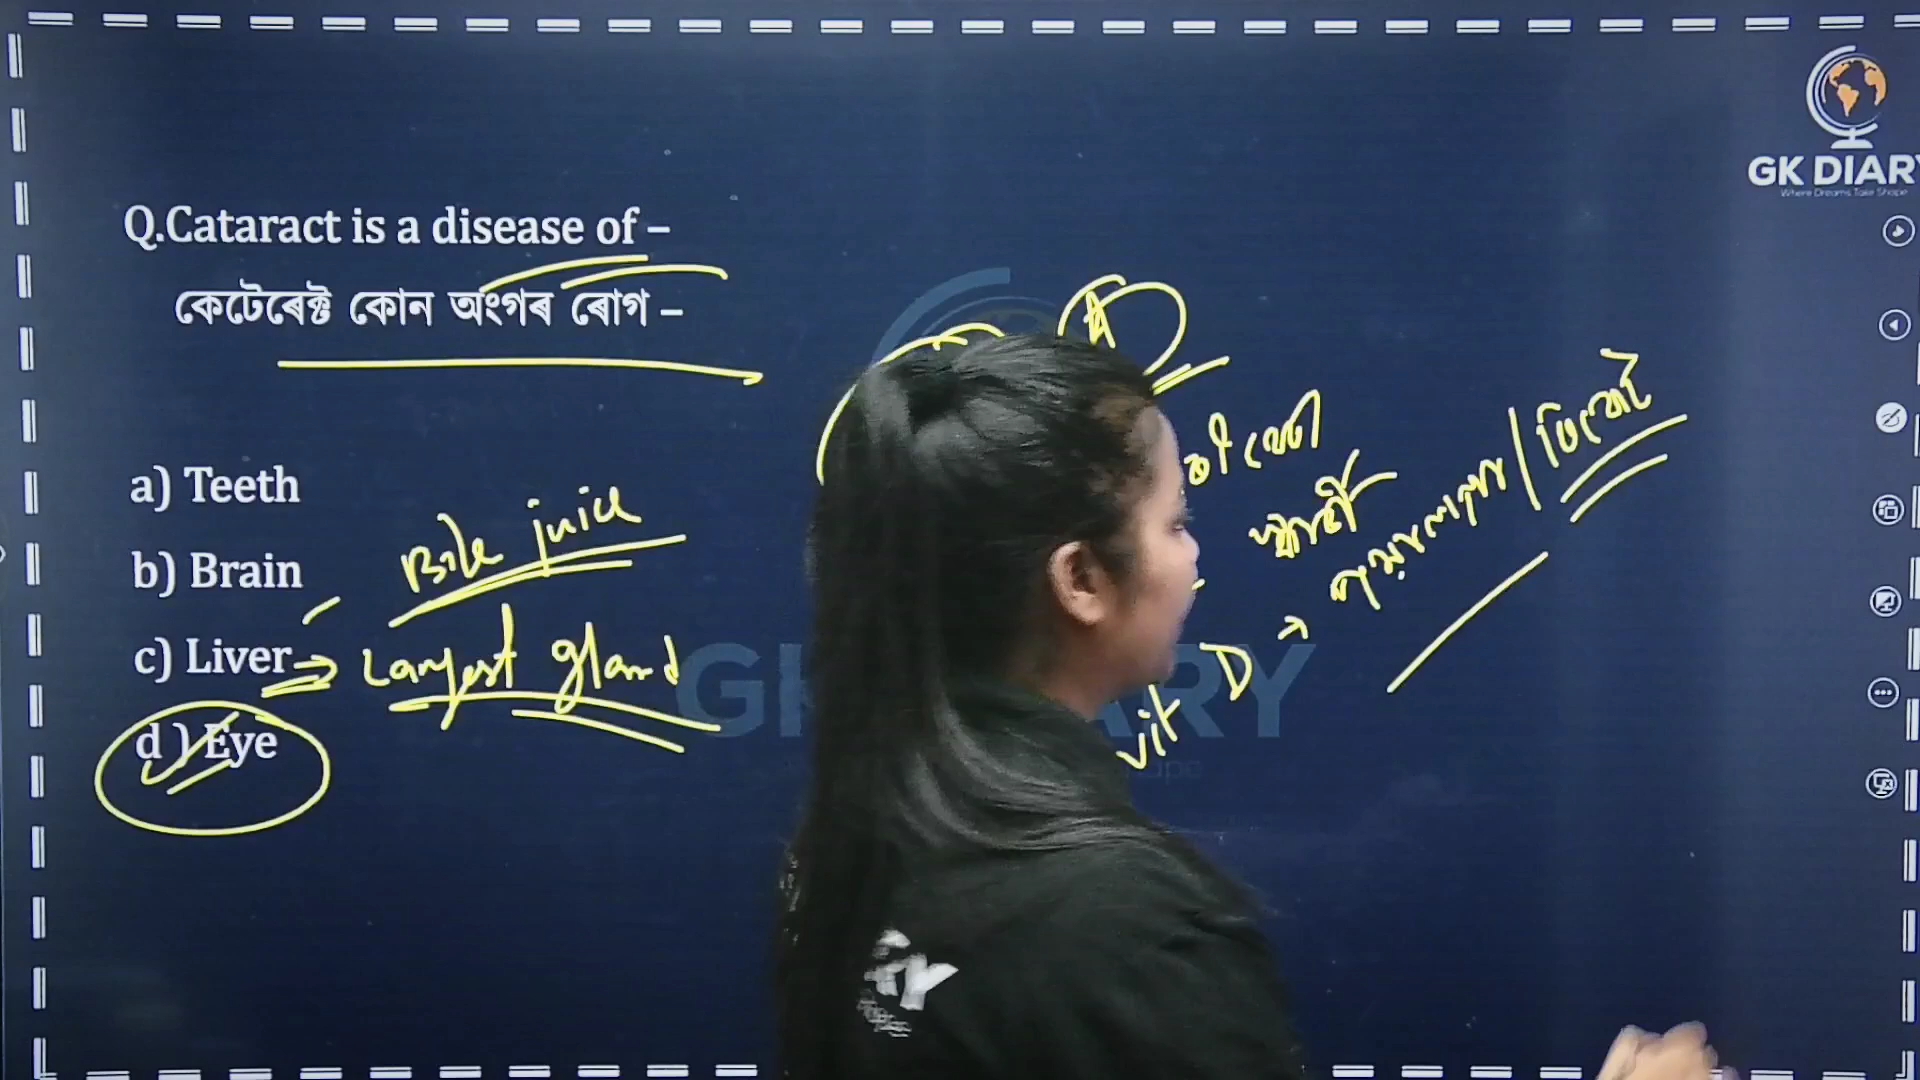 GK DIARY
Where Dreams Take Shape
Q.Cataract is a disease of –
কেটেৰেক্ট কোন অংগৰ ৰোগ –
A
a) Teeth
b) Brain
Bile juice
c) Liver → Largest gland
d ) Eye
Vit D →